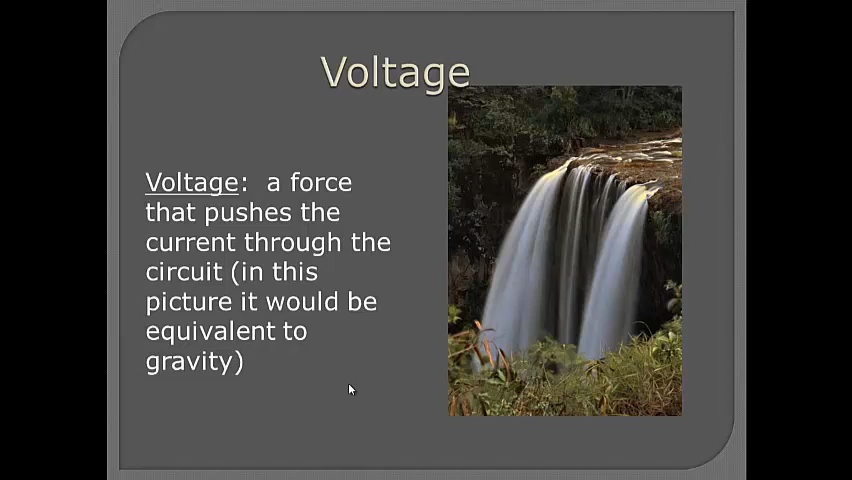 Voltage
Voltage:  a force
that pushes the
current through the
circuit (in this
picture it would be
equivalent to
gravity)